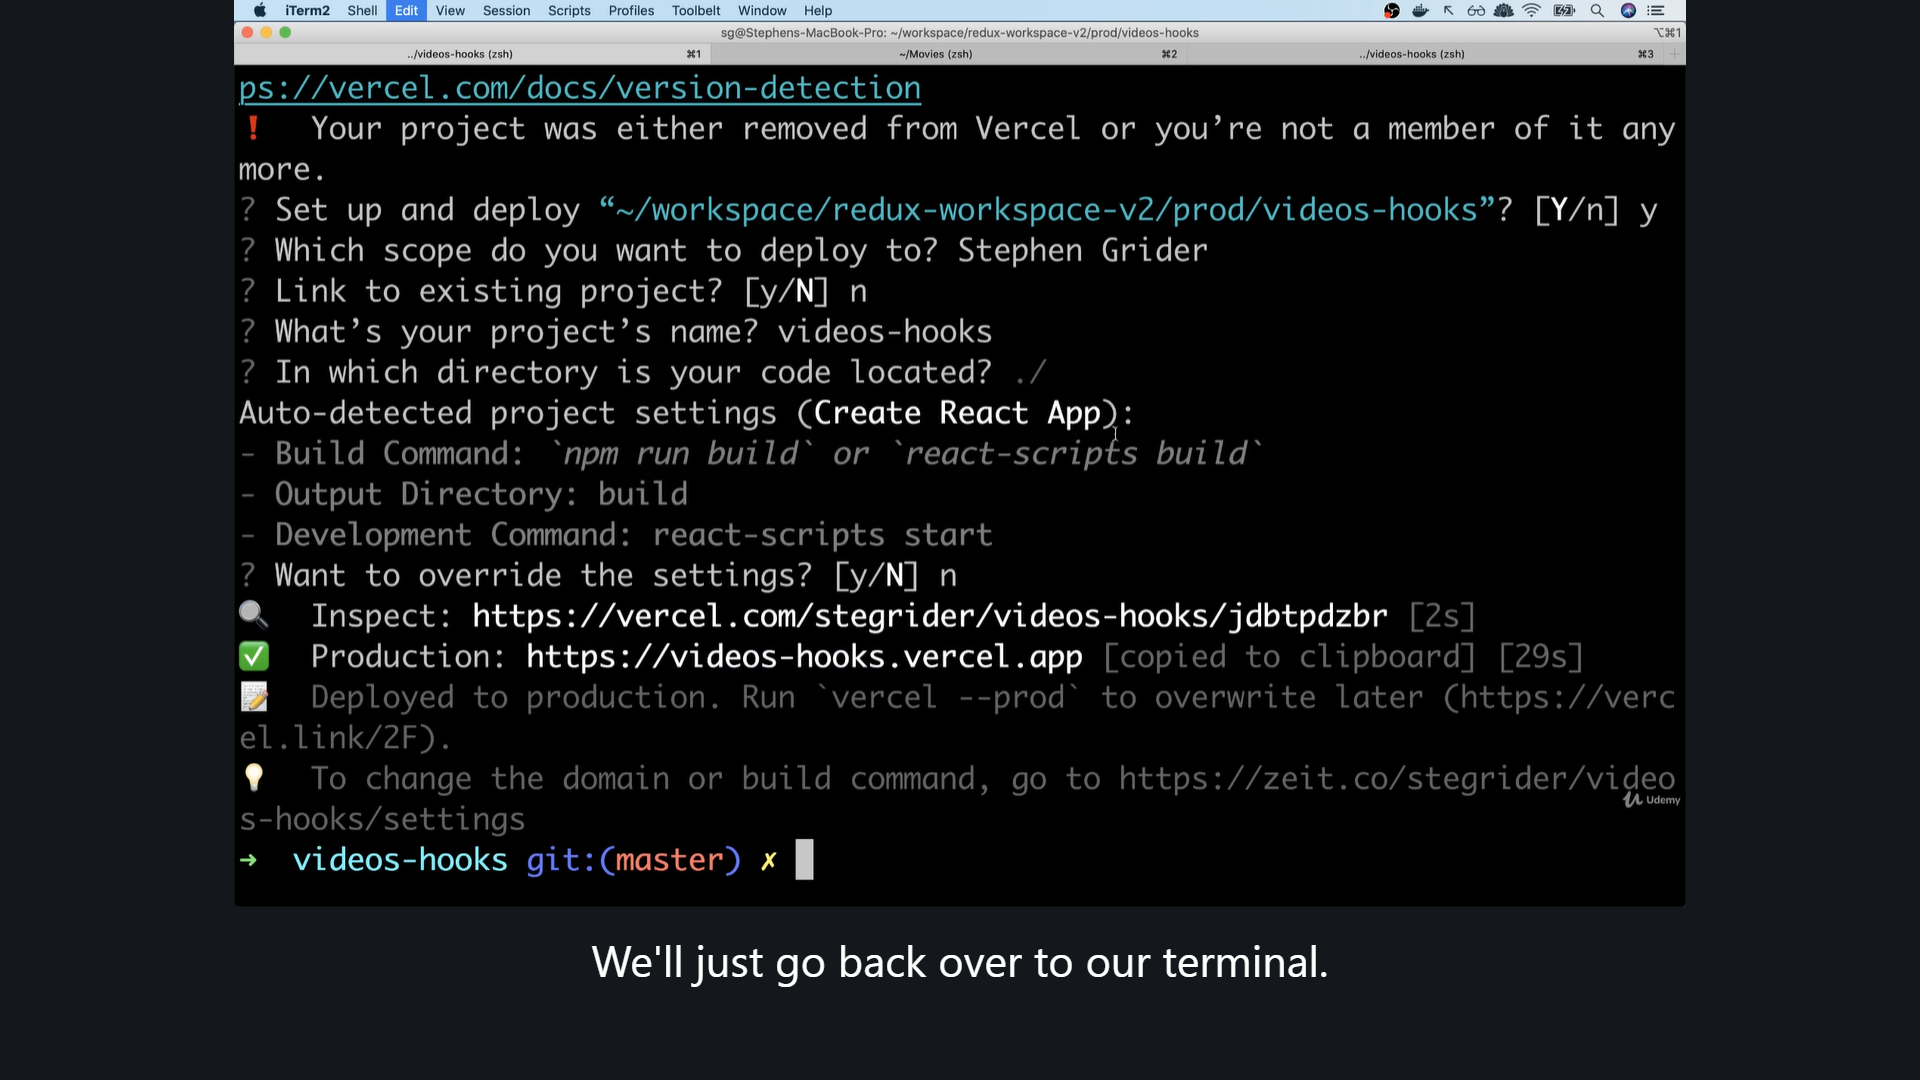 iTerm2 Shell Edit View Session Scripts Profiles Toolbelt Window Help
sg@Stephens-MacBook-Pro: ~/workspace/redux-workspace-v2/prod/videos-hooks ⌥⌘1
../videos-hooks (zsh) ⌘1 ~/Movies (zsh) ⌘2 ../videos-hooks (zsh) ⌘3
ps://vercel.com/docs/version-detection
❗ Your project was either removed from Vercel or you’re not a member of it any
more.
? Set up and deploy “~/workspace/redux-workspace-v2/prod/videos-hooks”? [Y/n] y
? Which scope do you want to deploy to? Stephen Grider
? Link to existing project? [y/N] n
? What’s your project’s name? videos-hooks
? In which directory is your code located? ./
Auto-detected project settings (Create React App):
- Build Command: `npm run build` or `react-scripts build`
- Output Directory: build
- Development Command: react-scripts start
? Want to override the settings? [y/N] n
🔍 Inspect: https://vercel.com/stegrider/videos-hooks/jdbtpdzbr [2s]
✅ Production: https://videos-hooks.vercel.app [copied to clipboard] [29s]
📝 Deployed to production. Run `vercel --prod` to overwrite later (https://verc
el.link/2F).
💡 To change the domain or build command, go to https://zeit.co/stegrider/video
s-hooks/settings
Udemy
➜ videos-hooks git:(master) ✗
We'll just go back over to our terminal.